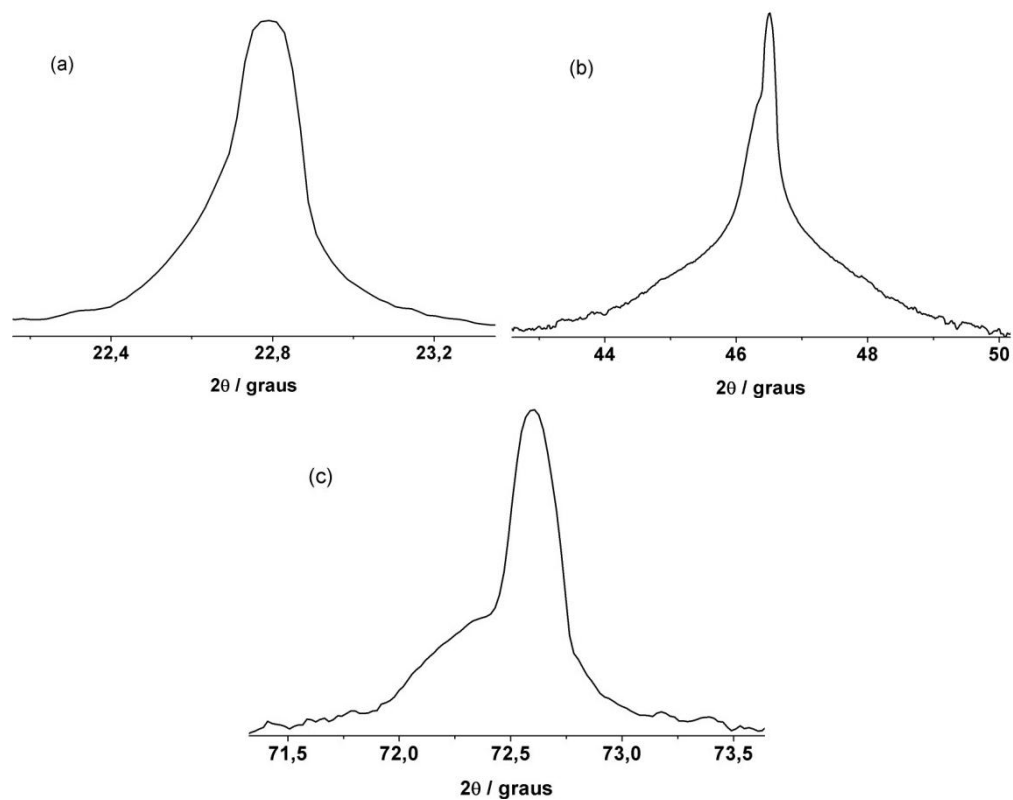 (a)
22,4 22,8 23,2
2θ / graus
(b)
44 46 48 50
2θ / graus
(c)
71,5 72,0 72,5 73,0 73,5
2θ / graus